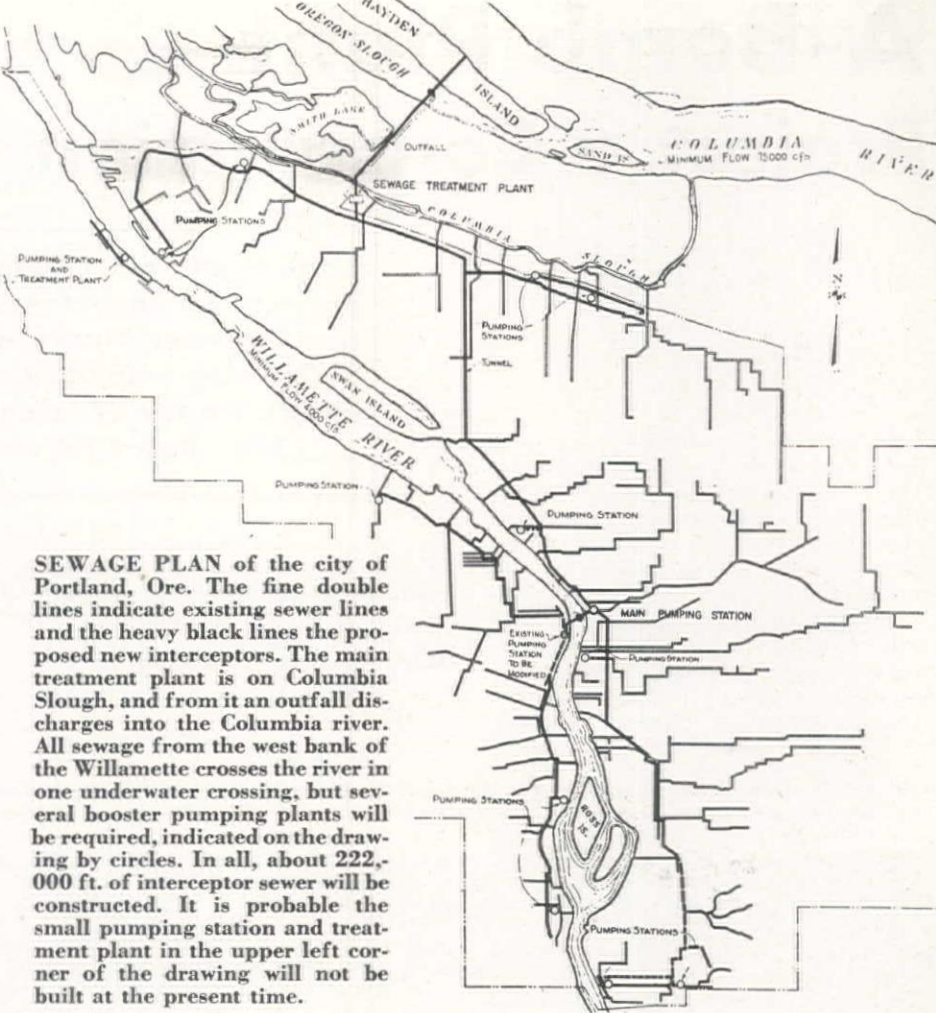 HAYDEN
ISLAND
OREGON SLOUGH
SMITH LAKE
OUTFALL
SAND IS.
COLUMBIA
RIVER
MINIMUM FLOW 75000 cfs
SEWAGE TREATMENT PLANT
COLUMBIA
SLOUGH
PUMPING STATIONS
PUMPING STATION
AND
TREATMENT PLANT
N
PUMPING
STATIONS
TUNNEL
WILLAMETTE RIVER
MINIMUM FLOW 4000 cfs
SWAN ISLAND
PUMPING STATION
PUMPING STATION
MAIN PUMPING STATION
EXISTING
PUMPING
STATION
TO BE
MODIFIED
PUMPING STATION
PUMPING STATIONS
ROSS
IS.
PUMPING STATIONS
SEWAGE PLAN of the city of
Portland, Ore. The fine double
lines indicate existing sewer lines
and the heavy black lines the pro-
posed new interceptors. The main
treatment plant is on Columbia
Slough, and from it an outfall dis-
charges into the Columbia river.
All sewage from the west bank of
the Willamette crosses the river in
one underwater crossing, but sev-
eral booster pumping plants will
be required, indicated on the draw-
ing by circles. In all, about 222,-
000 ft. of interceptor sewer will be
constructed. It is probable the
small pumping station and treat-
ment plant in the upper left cor-
ner of the drawing will not be
built at the present time.